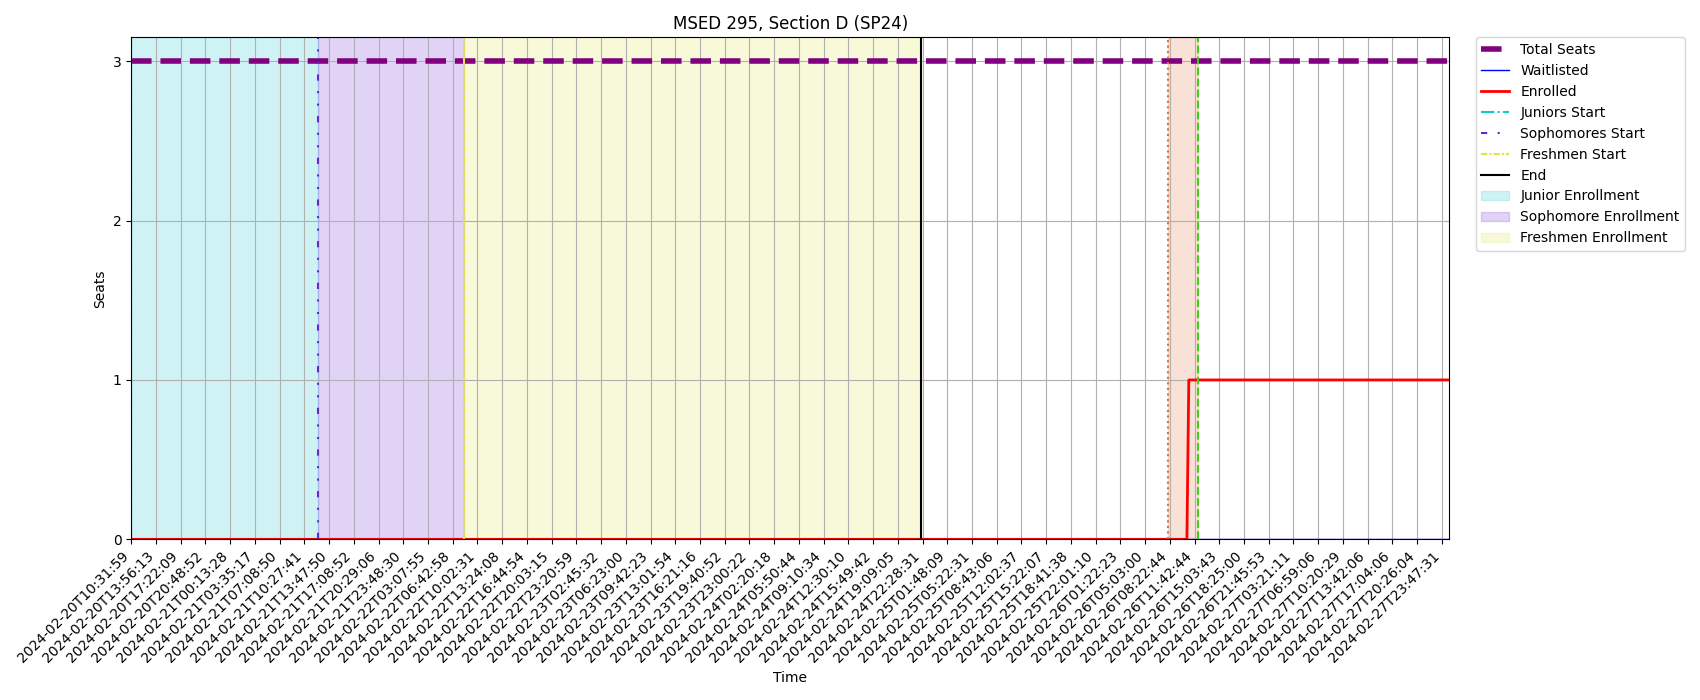 MSED 295, Section D (SP24)
3
2
1
0
Seats
2024-02-20T10:31:59
2024-02-20T13:56:13
2024-02-20T17:22:09
2024-02-20T20:48:52
2024-02-21T00:13:28
2024-02-21T03:35:17
2024-02-21T07:08:50
2024-02-21T10:27:41
2024-02-21T13:47:50
2024-02-21T17:08:52
2024-02-21T20:29:06
2024-02-21T23:48:30
2024-02-22T03:07:55
2024-02-22T06:42:58
2024-02-22T10:02:31
2024-02-22T13:24:08
2024-02-22T16:44:54
2024-02-22T20:03:15
2024-02-22T23:20:59
2024-02-23T02:45:32
2024-02-23T06:23:00
2024-02-23T09:42:23
2024-02-23T13:01:54
2024-02-23T16:21:16
2024-02-23T19:40:52
2024-02-23T23:00:22
2024-02-24T02:20:18
2024-02-24T05:50:44
2024-02-24T09:10:34
2024-02-24T12:30:10
2024-02-24T15:49:42
2024-02-24T19:09:05
2024-02-24T22:28:31
2024-02-25T01:48:09
2024-02-25T05:22:31
2024-02-25T08:43:06
2024-02-25T12:02:37
2024-02-25T15:22:07
2024-02-25T18:41:38
2024-02-25T22:01:10
2024-02-26T01:22:23
2024-02-26T05:03:00
2024-02-26T08:22:44
2024-02-26T11:42:44
2024-02-26T15:03:43
2024-02-26T18:25:00
2024-02-26T21:45:53
2024-02-27T03:21:11
2024-02-27T06:59:06
2024-02-27T10:20:29
2024-02-27T13:42:06
2024-02-27T17:04:06
2024-02-27T20:26:04
2024-02-27T23:47:31
Time
Total Seats
Waitlisted
Enrolled
Juniors Start
Sophomores Start
Freshmen Start
End
Junior Enrollment
Sophomore Enrollment
Freshmen Enrollment